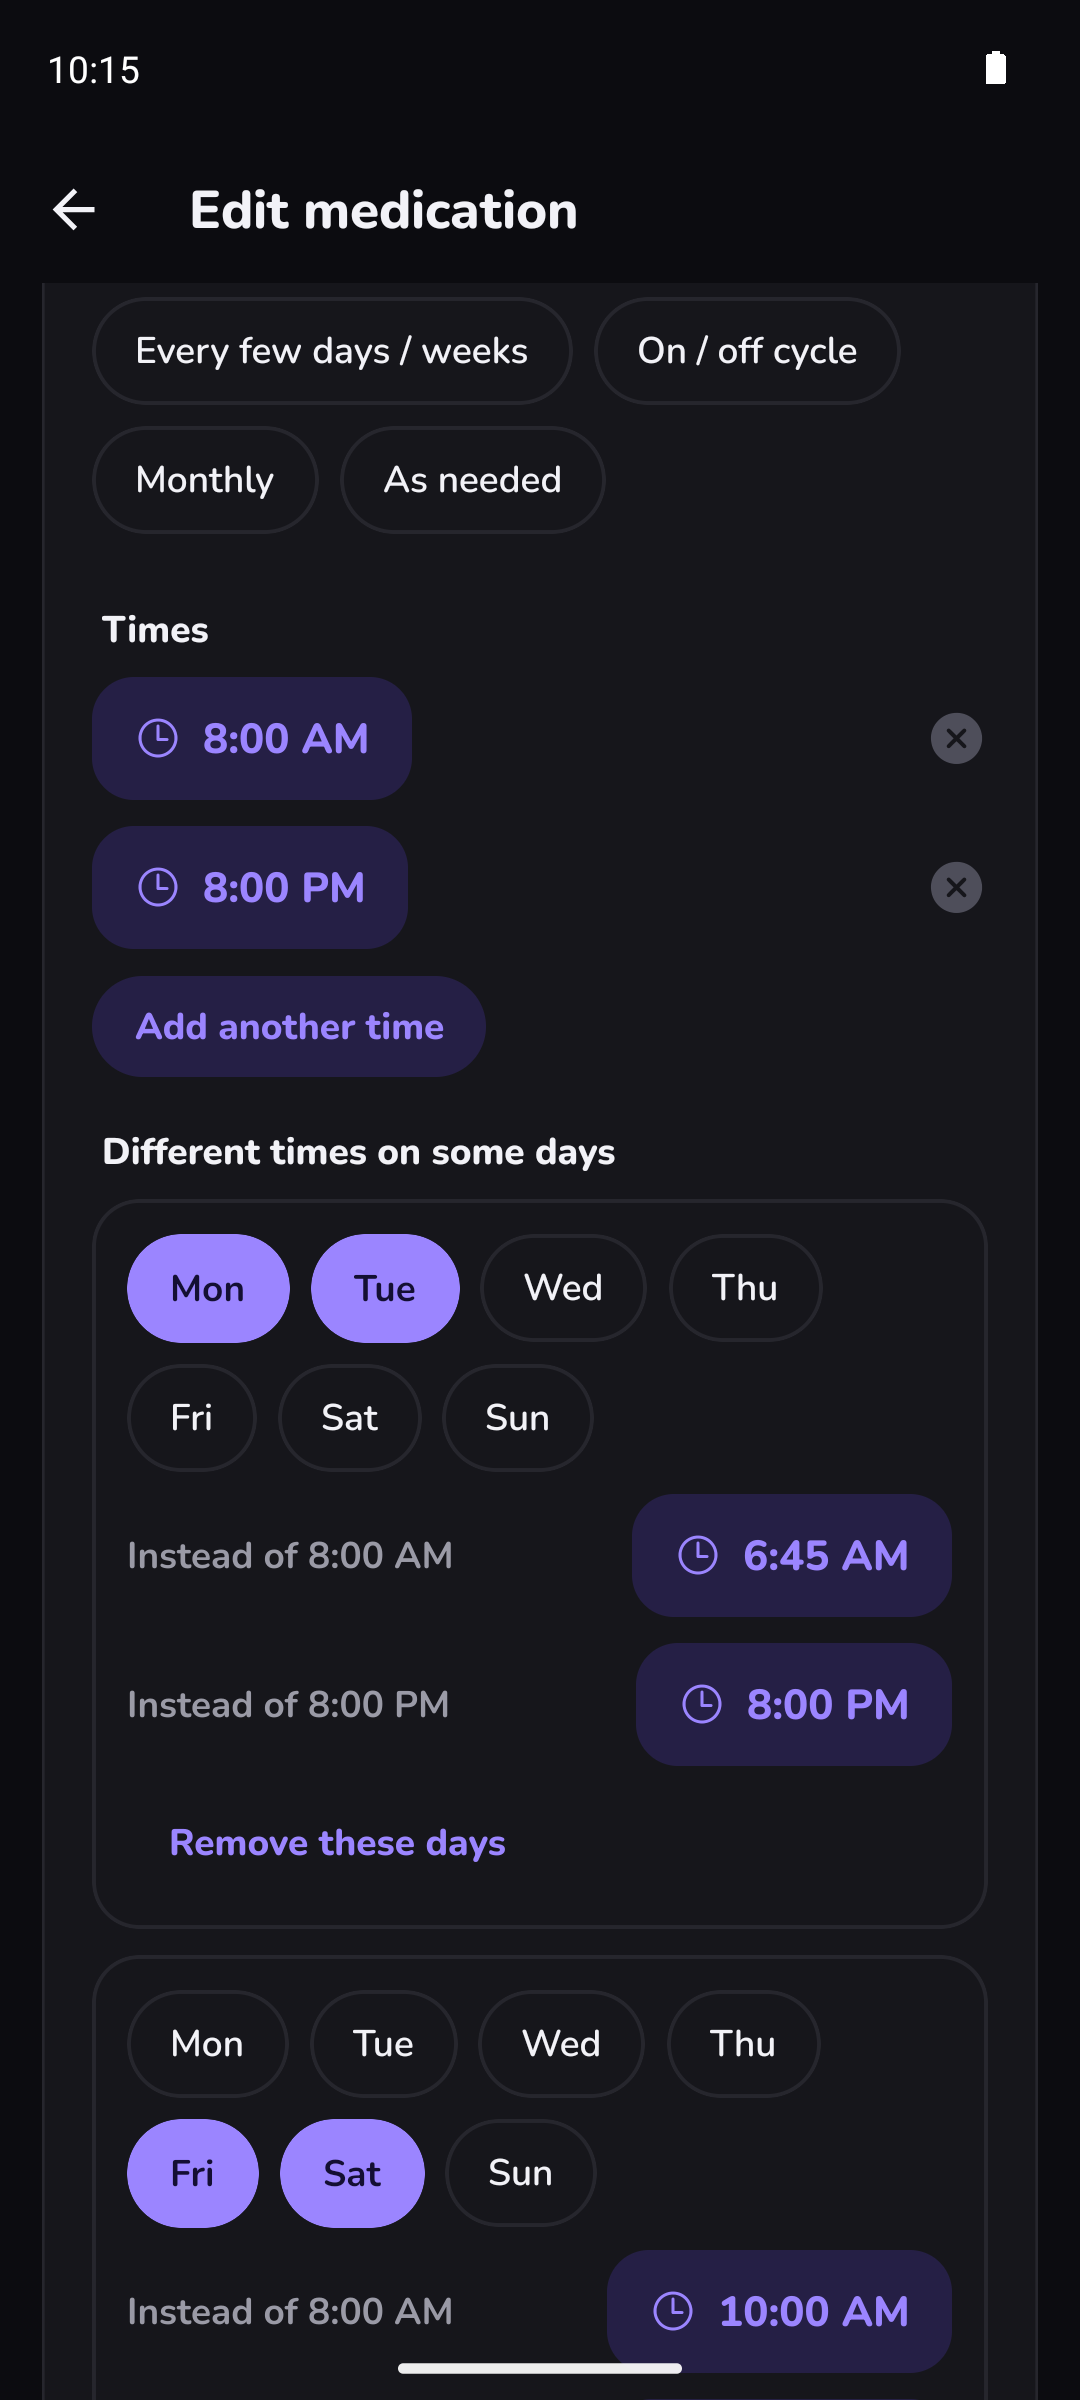 10:15
Edit medication
Every few days / weeks On / off cycle
Monthly As needed
Times
8:00 AM
8:00 PM
Add another time
Different times on some days
Mon Tue Wed Thu
Fri Sat Sun
Instead of 8:00 AM 6:45 AM
Instead of 8:00 PM 8:00 PM
Remove these days
Mon Tue Wed Thu
Fri Sat Sun
Instead of 8:00 AM 10:00 AM